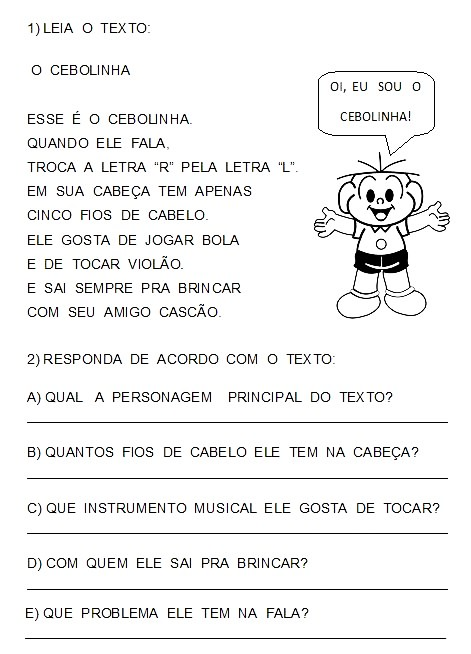 1) LEIA O TEXTO:
O CEBOLINHA
OI, EU SOU O
CEBOLINHA!
ESSE É O CEBOLINHA.
QUANDO ELE FALA,
TROCA A LETRA “R” PELA LETRA “L”.
EM SUA CABEÇA TEM APENAS
CINCO FIOS DE CABELO.
ELE GOSTA DE JOGAR BOLA
E DE TOCAR VIOLÃO.
E SAI SEMPRE PRA BRINCAR
COM SEU AMIGO CASCÃO.
2) RESPONDA DE ACORDO COM O TEXTO:
A) QUAL A PERSONAGEM PRINCIPAL DO TEXTO?
B) QUANTOS FIOS DE CABELO ELE TEM NA CABEÇA?
C) QUE INSTRUMENTO MUSICAL ELE GOSTA DE TOCAR?
D) COM QUEM ELE SAI PRA BRINCAR?
E) QUE PROBLEMA ELE TEM NA FALA?